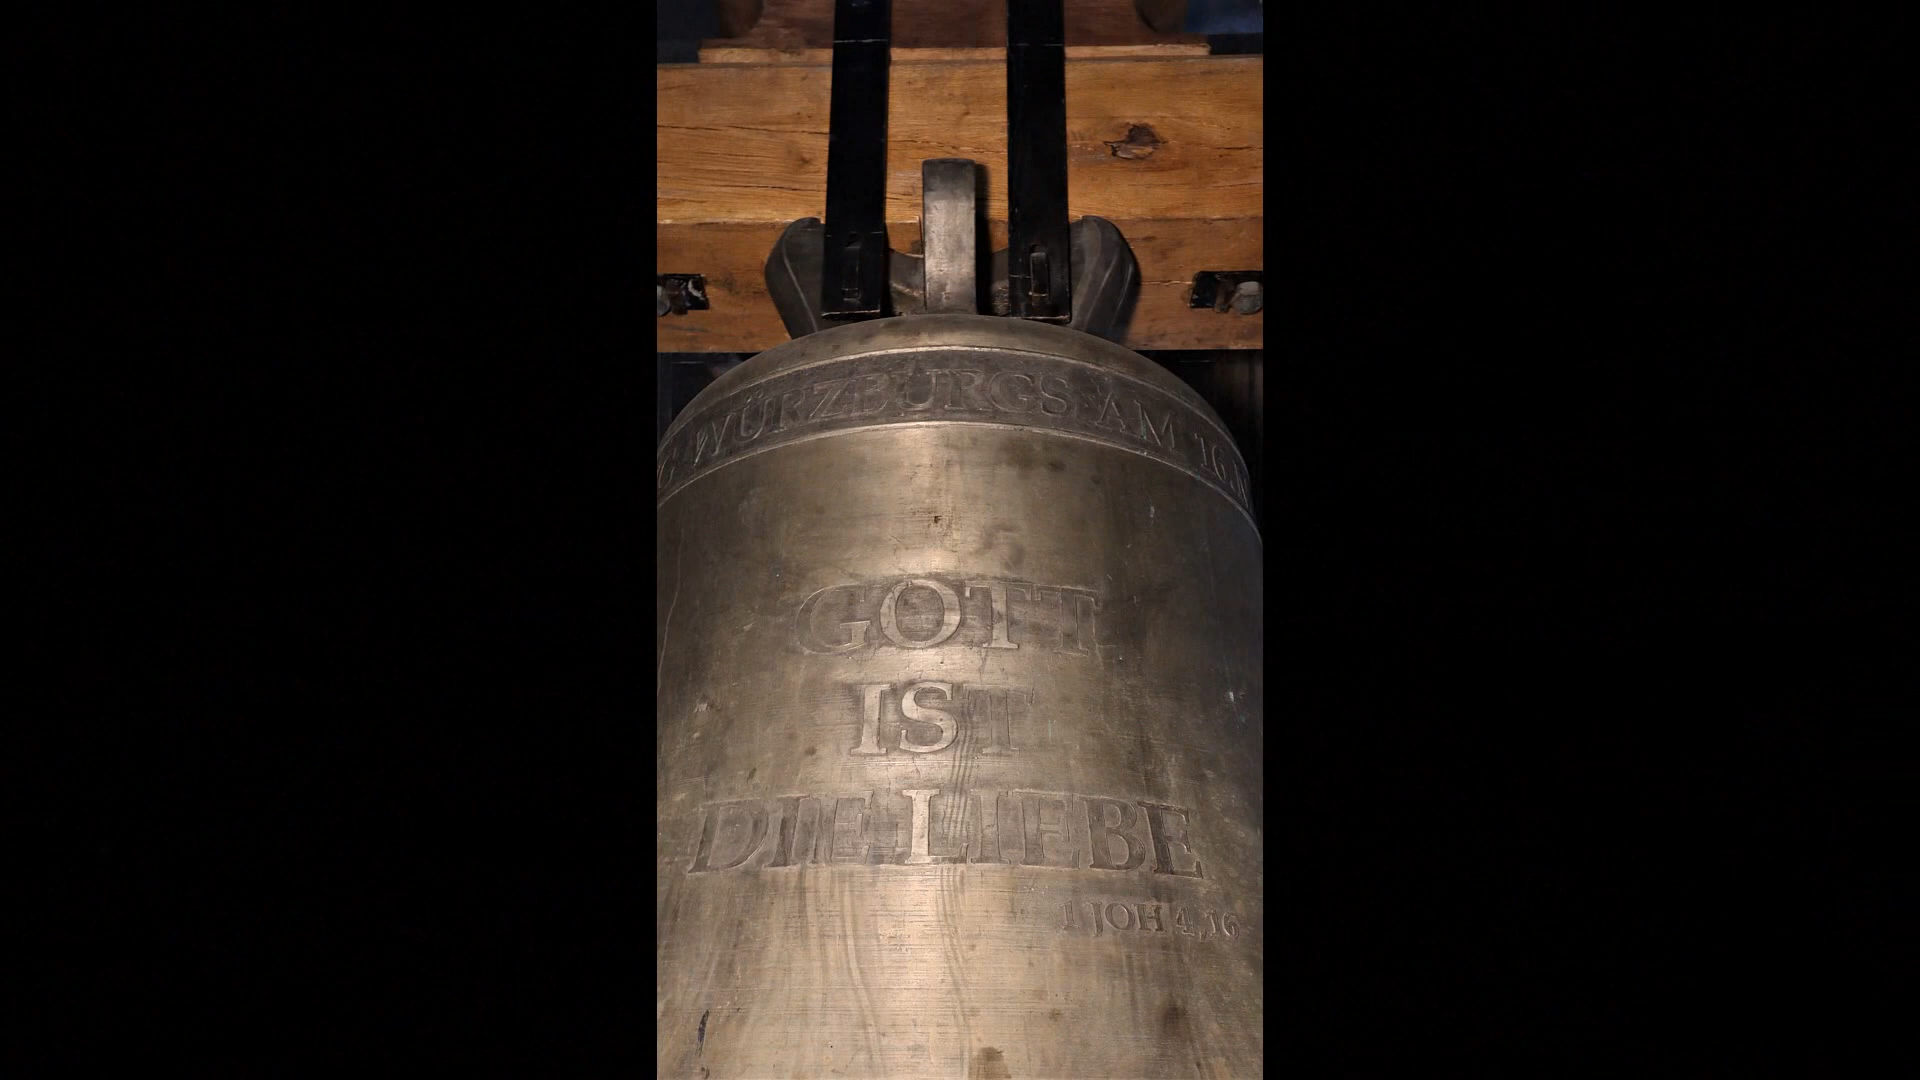 WÜRZBURGS AM 16
GOTT
IST
DIE LIEBE
1 JOH 4,16